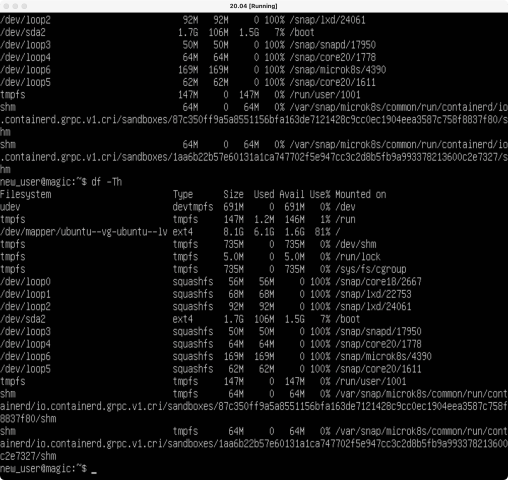 20.04 [Running]
/dev/loop2 92M 92M 0 100% /snap/lxd/24061
/dev/sda2 1.7G 106M 1.5G 7% /boot
/dev/loop3 50M 50M 0 100% /snap/snapd/17950
/dev/loop4 64M 64M 0 100% /snap/core20/1778
/dev/loop6 169M 169M 0 100% /snap/microk8s/4390
/dev/loop5 62M 62M 0 100% /snap/core20/1611
tmpfs 147M 0 147M 0% /run/user/1001
shm 64M 0 64M 0% /var/snap/microk8s/common/run/containerd/io
.containerd.grpc.v1.cri/sandboxes/87c350ff9a5a8551156bfa163de7121428c9cc0ec1904eea3587c758f8837f80/s
hm
shm 64M 0 64M 0% /var/snap/microk8s/common/run/containerd/io
.containerd.grpc.v1.cri/sandboxes/1aa6b22b57e60131a1ca747702f5e947cc3c2d8b5fb9a993378213600c2e7327/s
hm
new_user@magic:~$ df -Th
Filesystem Type Size Used Avail Use% Mounted on
udev devtmpfs 691M 0 691M 0% /dev
tmpfs tmpfs 147M 1.2M 146M 1% /run
/dev/mapper/ubuntu--vg-ubuntu--lv ext4 8.1G 6.1G 1.6G 81% /
tmpfs tmpfs 735M 0 735M 0% /dev/shm
tmpfs tmpfs 5.0M 0 5.0M 0% /run/lock
tmpfs tmpfs 735M 0 735M 0% /sys/fs/cgroup
/dev/loop0 squashfs 56M 56M 0 100% /snap/core18/2667
/dev/loop1 squashfs 68M 68M 0 100% /snap/lxd/22753
/dev/loop2 squashfs 92M 92M 0 100% /snap/lxd/24061
/dev/sda2 ext4 1.7G 106M 1.5G 7% /boot
/dev/loop3 squashfs 50M 50M 0 100% /snap/snapd/17950
/dev/loop4 squashfs 64M 64M 0 100% /snap/core20/1778
/dev/loop6 squashfs 169M 169M 0 100% /snap/microk8s/4390
/dev/loop5 squashfs 62M 62M 0 100% /snap/core20/1611
tmpfs tmpfs 147M 0 147M 0% /run/user/1001
shm tmpfs 64M 0 64M 0% /var/snap/microk8s/common/run/cont
ainerd/io.containerd.grpc.v1.cri/sandboxes/87c350ff9a5a8551156bfa163de7121428c9cc0ec1904eea3587c758f
8837f80/shm
shm tmpfs 64M 0 64M 0% /var/snap/microk8s/common/run/cont
ainerd/io.containerd.grpc.v1.cri/sandboxes/1aa6b22b57e60131a1ca747702f5e947cc3c2d8b5fb9a993378213600
c2e7327/shm
new_user@magic:~$ _